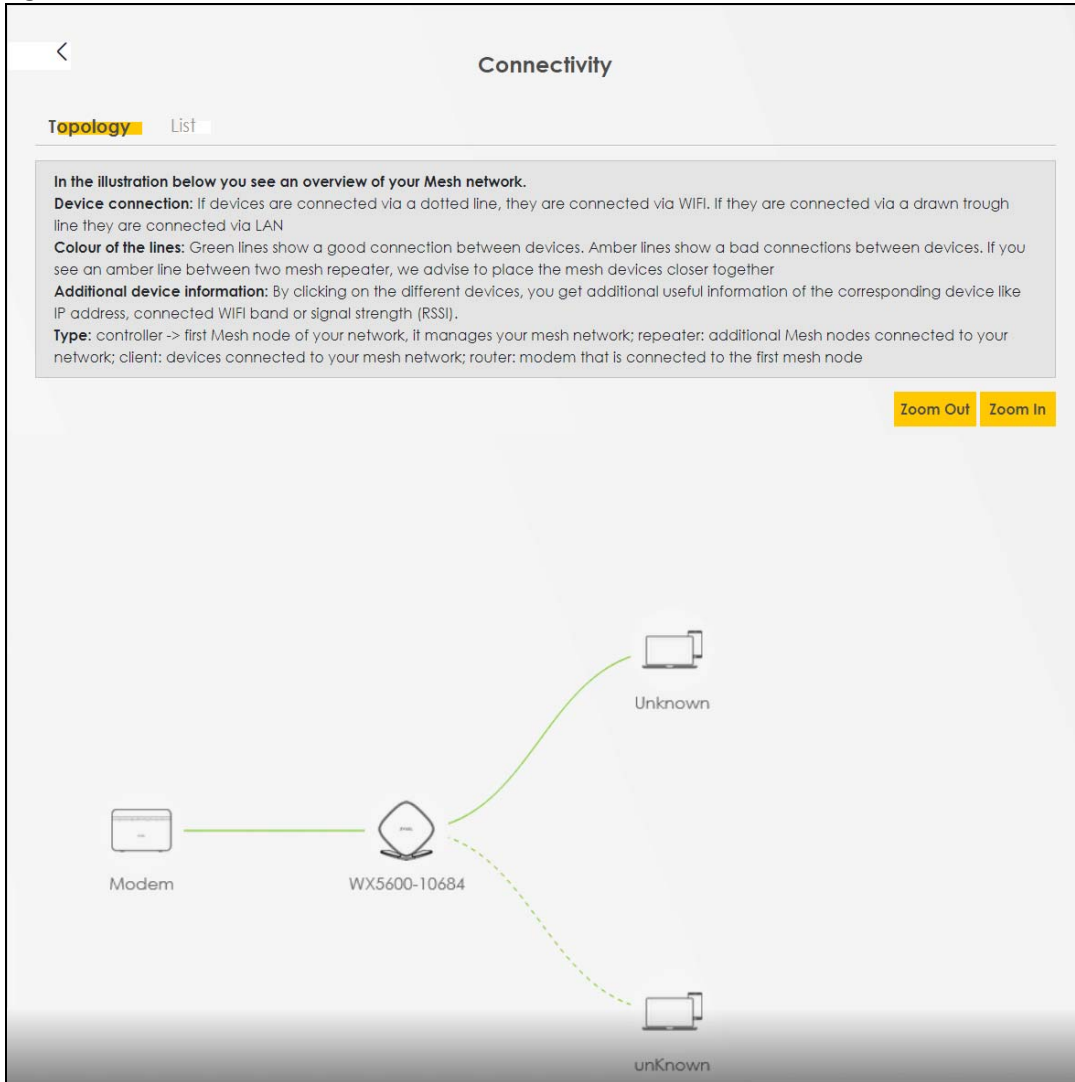 Connectivity
Topology List
In the illustration below you see an overview of your Mesh network.
Device connection: If devices are connected via a dotted line, they are connected via WIFI. If they are connected via a drawn trough
line they are connected via LAN
Colour of the lines: Green lines show a good connection between devices. Amber lines show a bad connections between devices. If you
see an amber line between two mesh repeater, we advise to place the mesh devices closer together
Additional device information: By clicking on the different devices, you get additional useful information of the corresponding device like
IP address, connected WIFI band or signal strength (RSSI).
Type: controller -> first Mesh node of your network, it manages your mesh network; repeater: additional Mesh nodes connected to your
network; client: devices connected to your mesh network; router: modem that is connected to the first mesh node
Zoom Out Zoom In
Unknown
Modem
WX5600-10684
unKnown